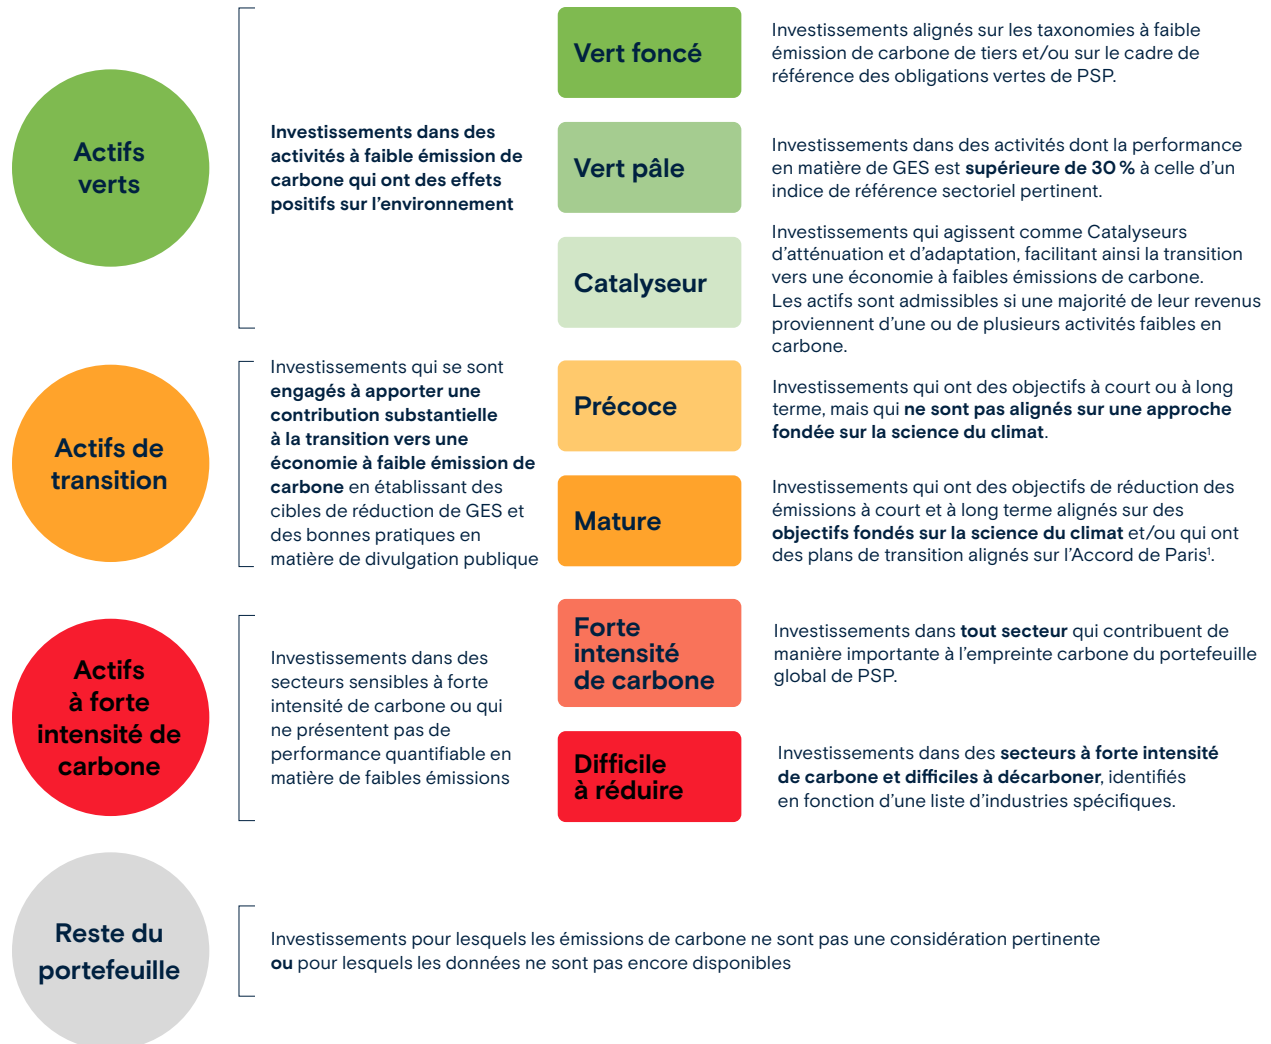 Actifs
verts
Investissements dans des
activités à faible émission de
carbone qui ont des effets
positifs sur l’environnement
Vert foncé
Investissements alignés sur les taxonomies à faible
émission de carbone de tiers et/ou sur le cadre de
référence des obligations vertes de PSP.
Vert pâle
Investissements dans des activités dont la performance
en matière de GES est supérieure de 30 % à celle d’un
indice de référence sectoriel pertinent.
Catalyseur
Investissements qui agissent comme Catalyseurs
d’atténuation et d’adaptation, facilitant ainsi la transition
vers une économie à faibles émissions de carbone.
Les actifs sont admissibles si une majorité de leur revenus
proviennent d’une ou de plusieurs activités faibles en
carbone.
Actifs de
transition
Investissements qui se sont
engagés à apporter une
contribution substantielle
à la transition vers une
économie à faible émission de
carbone en établissant des
cibles de réduction de GES et
des bonnes pratiques en
matière de divulgation publique
Précoce
Investissements qui ont des objectifs à court ou à long
terme, mais qui ne sont pas alignés sur une approche
fondée sur la science du climat.
Mature
Investissements qui ont des objectifs de réduction des
émissions à court et à long terme alignés sur des
objectifs fondés sur la science du climat et/ou qui ont
des plans de transition alignés sur l’Accord de Paris¹.
Actifs
à forte
intensité de
carbone
Investissements dans des
secteurs sensibles à forte
intensité de carbone ou qui
ne présentent pas de
performance quantifiable en
matière de faibles émissions
Forte
intensité
de carbone
Investissements dans tout secteur qui contribuent de
manière importante à l’empreinte carbone du portefeuille
global de PSP.
Difficile
à réduire
Investissements dans des secteurs à forte intensité
de carbone et difficiles à décarboner, identifiés
en fonction d’une liste d’industries spécifiques.
Reste du
portefeuille
Investissements pour lesquels les émissions de carbone ne sont pas une considération pertinente
ou pour lesquels les données ne sont pas encore disponibles